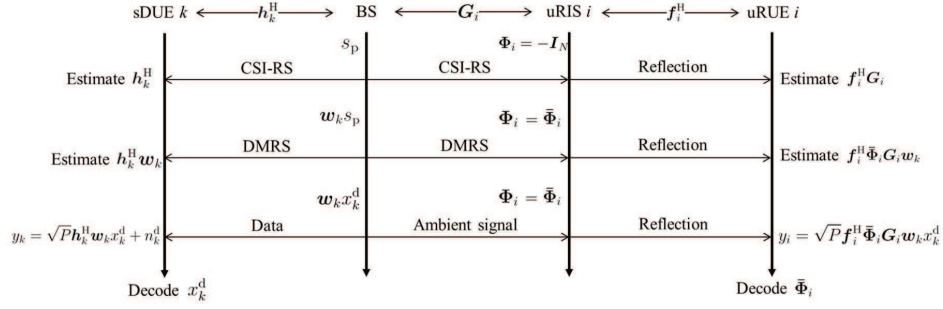 sDUE k h_k^H BS G_i uRIS i f_i^H uRUE i
s_p Φ_i = −I_N
CSI-RS CSI-RS Reflection
Estimate h_k^H Estimate f_i^H G_i
w_k s_p Φ_i = Φ̄_i
DMRS DMRS Reflection
Estimate h_k^H w_k Estimate f_i^H Φ̄_i G_i w_k
w_k x_k^d Φ_i = Φ̄_i
Data Ambient signal Reflection
y_k = √P h_k^H w_k x_k^d + n_k^d y_i = √P f_i^H Φ̄_i G_i w_k x_k^d
Decode x_k^d Decode Φ̄_i